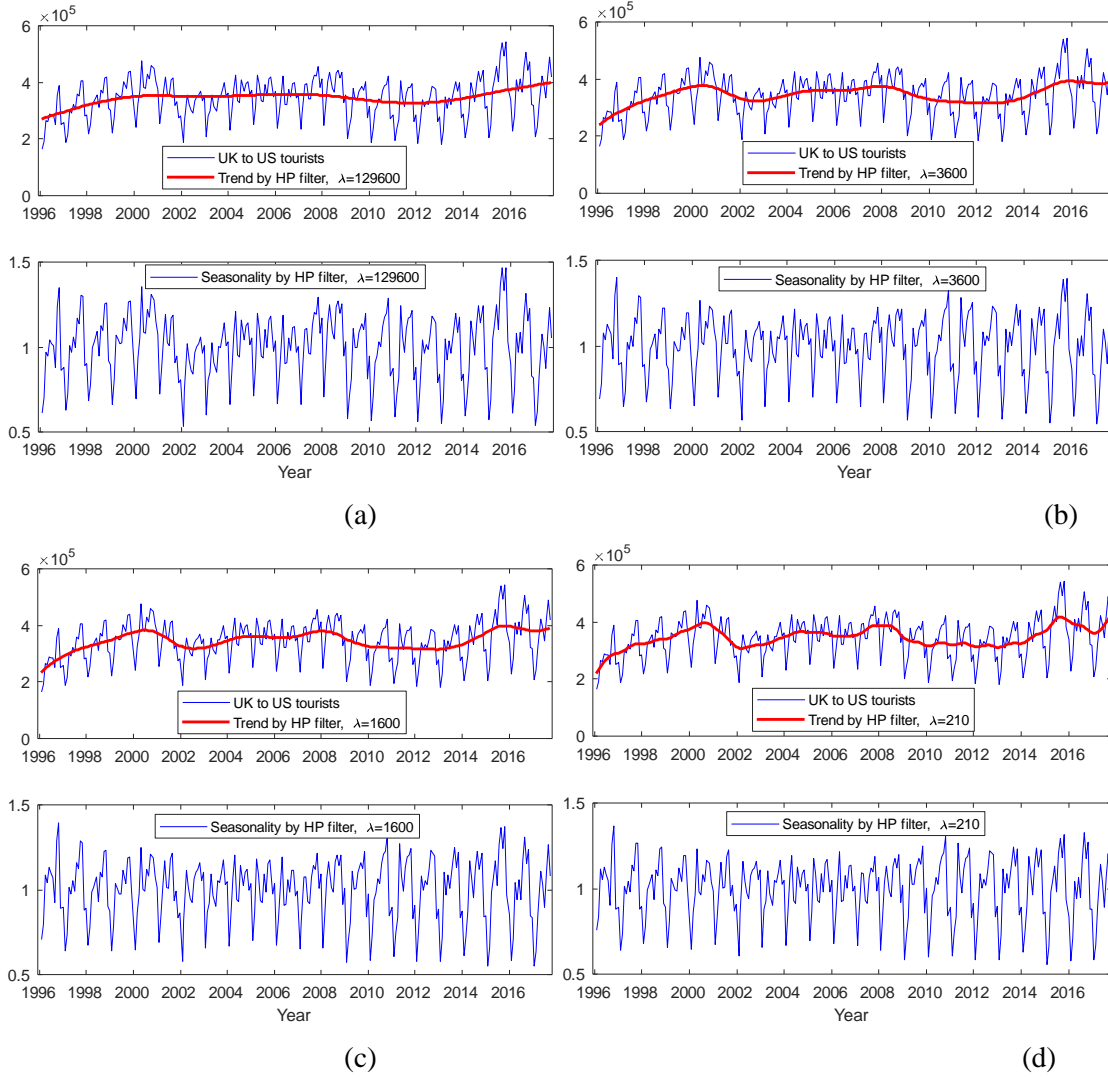 ×10⁵
6
4
2
0
UK to US tourists
Trend by HP filter, λ=129600
1996 1998 2000 2002 2004 2006 2008 2010 2012 2014 2016
1.5
1
0.5
Seasonality by HP filter, λ=129600
1996 1998 2000 2002 2004 2006 2008 2010 2012 2014 2016
Year
(a)
×10⁵
6
4
2
0
UK to US tourists
Trend by HP filter, λ=3600
1996 1998 2000 2002 2004 2006 2008 2010 2012 2014 2016
1.5
1
0.5
Seasonality by HP filter, λ=3600
1996 1998 2000 2002 2004 2006 2008 2010 2012 2014 2016
Year
(b)
×10⁵
6
4
2
0
UK to US tourists
Trend by HP filter, λ=1600
1996 1998 2000 2002 2004 2006 2008 2010 2012 2014 2016
1.5
1
0.5
Seasonality by HP filter, λ=1600
1996 1998 2000 2002 2004 2006 2008 2010 2012 2014 2016
Year
(c)
×10⁵
6
4
2
0
UK to US tourists
Trend by HP filter, λ=210
1996 1998 2000 2002 2004 2006 2008 2010 2012 2014 2016
1.5
1
0.5
Seasonality by HP filter, λ=210
1996 1998 2000 2002 2004 2006 2008 2010 2012 2014 2016
Year
(d)